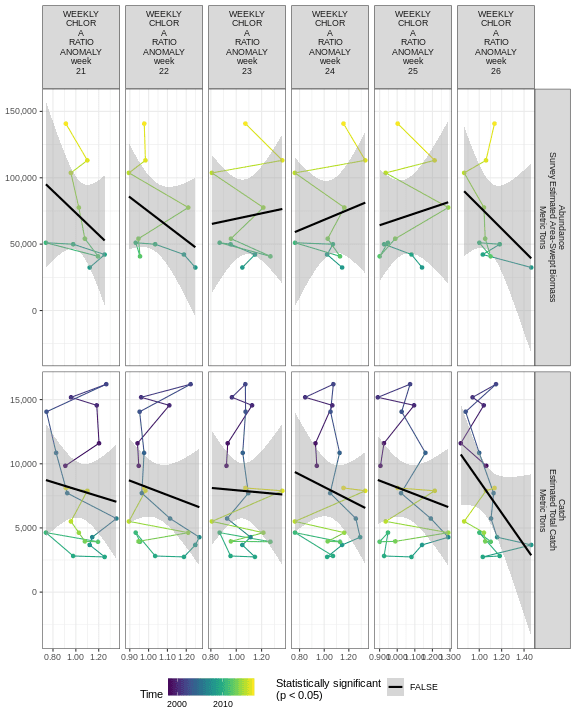 WEEKLY
CHLOR
A
RATIO
ANOMALY
week
21
WEEKLY
CHLOR
A
RATIO
ANOMALY
week
22
WEEKLY
CHLOR
A
RATIO
ANOMALY
week
23
WEEKLY
CHLOR
A
RATIO
ANOMALY
week
24
WEEKLY
CHLOR
A
RATIO
ANOMALY
week
25
WEEKLY
CHLOR
A
RATIO
ANOMALY
week
26
150,000
100,000
50,000
0
Abundance
Survey Estimated Area-Swept Biomass
Metric Tons
15,000
10,000
5,000
0
Catch
Estimated Total Catch
Metric Tons
0.80 1.00 1.20
0.90 1.00 1.10 1.20
0.80 1.00 1.20
0.80 1.00 1.20
0.900 1.000 1.100 1.200 1.300
1.00 1.20 1.40
Time
2000 2010
Statistically significant
(p < 0.05)
FALSE